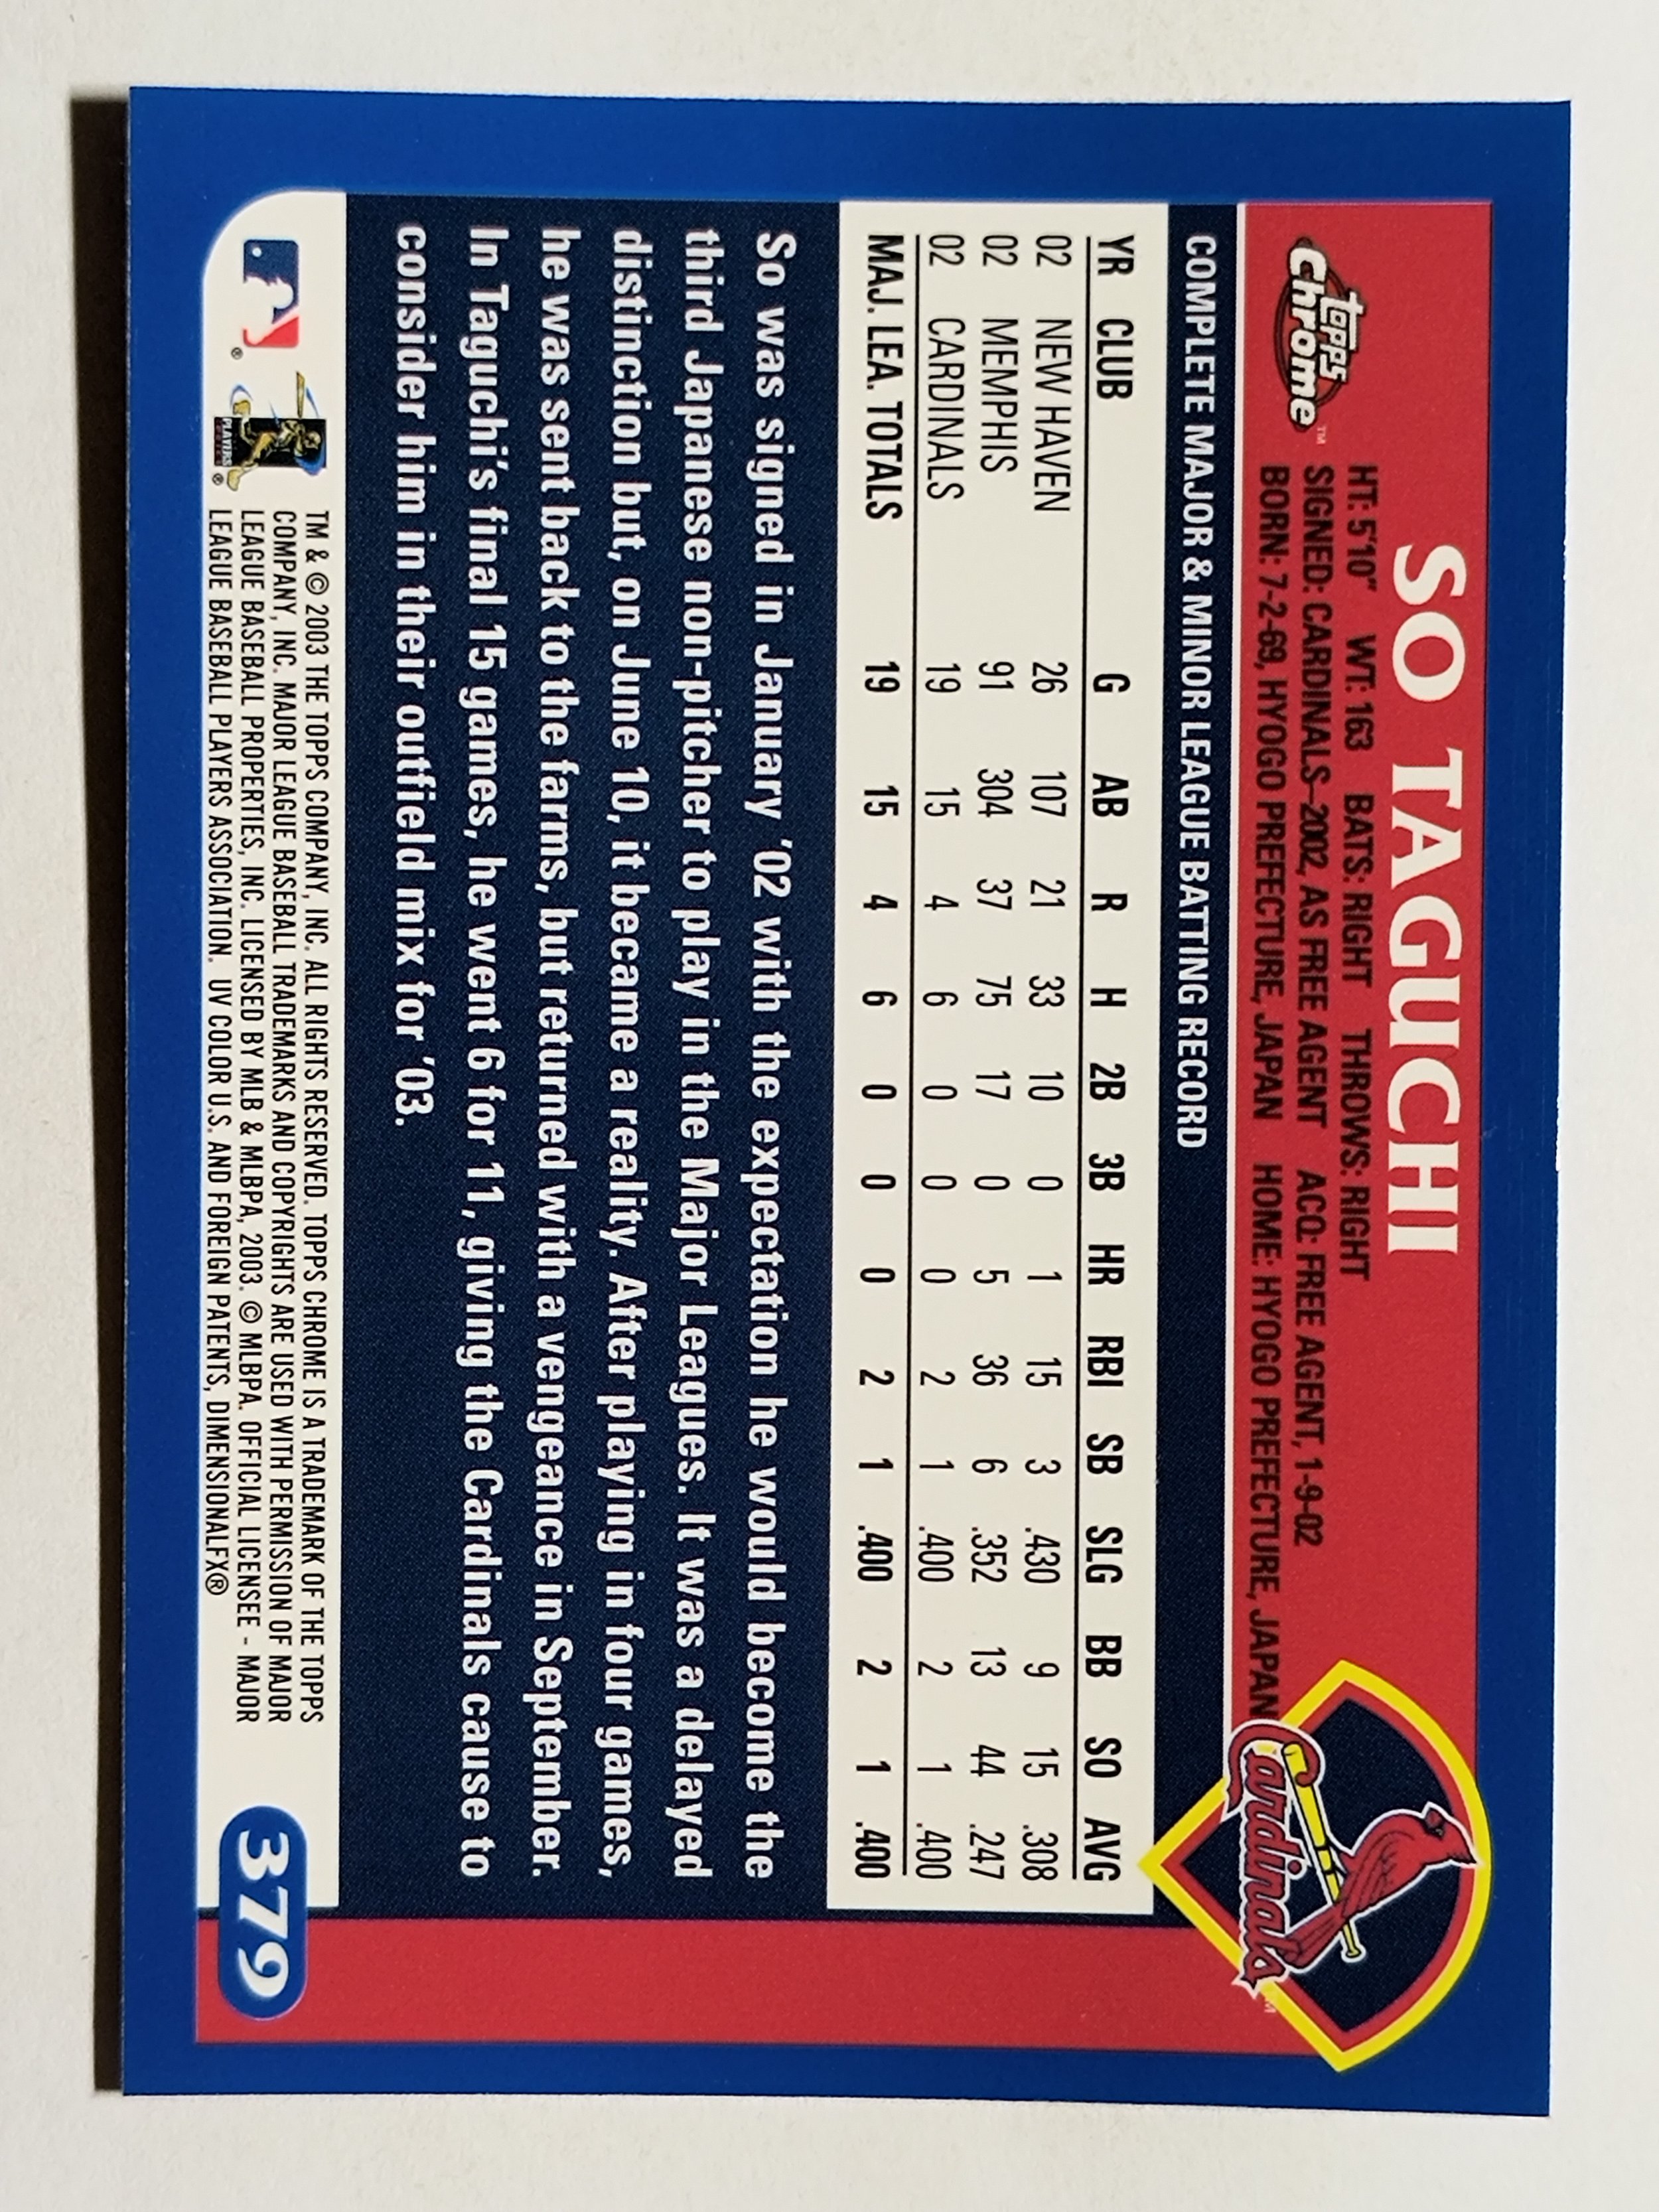 topps
Chrome™
SO TAGUCHI
HT: 5'10" WT: 163 BATS: RIGHT THROWS: RIGHT
SIGNED: CARDINALS–2002, AS FREE AGENT ACQ: FREE AGENT, 1-9-02
BORN: 7-2-69, HYOGO PREFECTURE, JAPAN HOME: HYOGO PREFECTURE, JAPAN
Cardinals™
COMPLETE MAJOR & MINOR LEAGUE BATTING RECORD
YR CLUB G AB R H 2B 3B HR RBI SB SLG BB SO AVG
02 NEW HAVEN 26 107 21 33 10 0 1 15 3 .430 9 15 .308
02 MEMPHIS 91 304 37 75 17 0 5 36 6 .352 13 44 .247
02 CARDINALS 19 15 4 6 0 0 0 2 1 .400 2 1 .400
MAJ. LEA. TOTALS 19 15 4 6 0 0 0 2 1 .400 2 1 .400
So was signed in January '02 with the expectation he would become the
third Japanese non-pitcher to play in the Major Leagues. It was a delayed
distinction but, on June 10, it became a reality. After playing in four games,
he was sent back to the farms, but returned with a vengeance in September.
In Taguchi's final 15 games, he went 6 for 11, giving the Cardinals cause to
consider him in their outfield mix for '03.
®
PLAYERS
®
TM & © 2003 THE TOPPS COMPANY, INC. ALL RIGHTS RESERVED. TOPPS CHROME IS A TRADEMARK OF THE TOPPS
COMPANY, INC. MAJOR LEAGUE BASEBALL TRADEMARKS AND COPYRIGHTS ARE USED WITH PERMISSION OF MAJOR
LEAGUE BASEBALL PROPERTIES, INC. LICENSED BY MLB & MLBPA, 2003. © MLBPA. OFFICIAL LICENSEE - MAJOR
LEAGUE BASEBALL PLAYERS ASSOCIATION. UV COLOR U.S. AND FOREIGN PATENTS, DIMENSIONALFX®
379